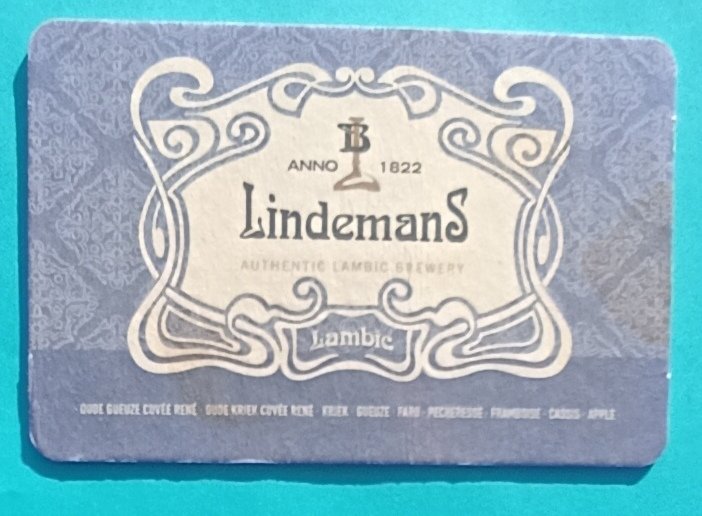 B
ANNO 1822
LindemanS
AUTHENTIC LAMBIC BREWERY
Lambic
OUDE GUEUZE CUVÉE RENÉ · OUDE KRIEK CUVÉE RENÉ · KRIEK · GUEUZE · FARO · PECHERESSE · FRAMBOISE · CASSIS · APPLE